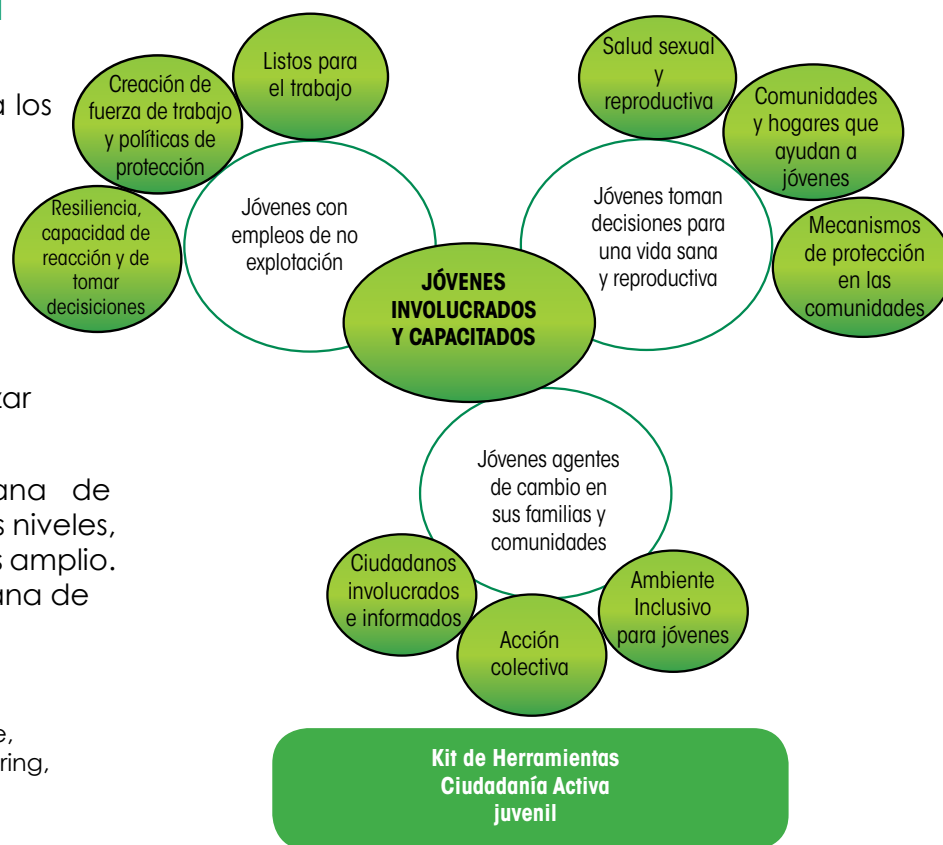 a los
zar
ana de
s niveles,
s amplio.
ana de
e,
ring,
Listos para
el trabajo
Creación de
fuerza de trabajo
y políticas de
protección
Resiliencia,
capacidad de
reacción y de
tomar
decisiciones
Jóvenes con
empleos de no
explotación
JÓVENES
INVOLUCRADOS
Y CAPACITADOS
Salud sexual
y
reproductiva
Comunidades
y hogares que
ayudan a
jóvenes
Mecanismos
de protección
en las
comunidades
Jóvenes toman
decisiones para
una vida sana
y reproductiva
Jóvenes agentes
de cambio en
sus familias y
comunidades
Ciudadanos
involucrados
e informados
Acción
colectiva
Ambiente
Inclusivo
para jóvenes
Kit de Herramientas
Ciudadanía Activa
juvenil